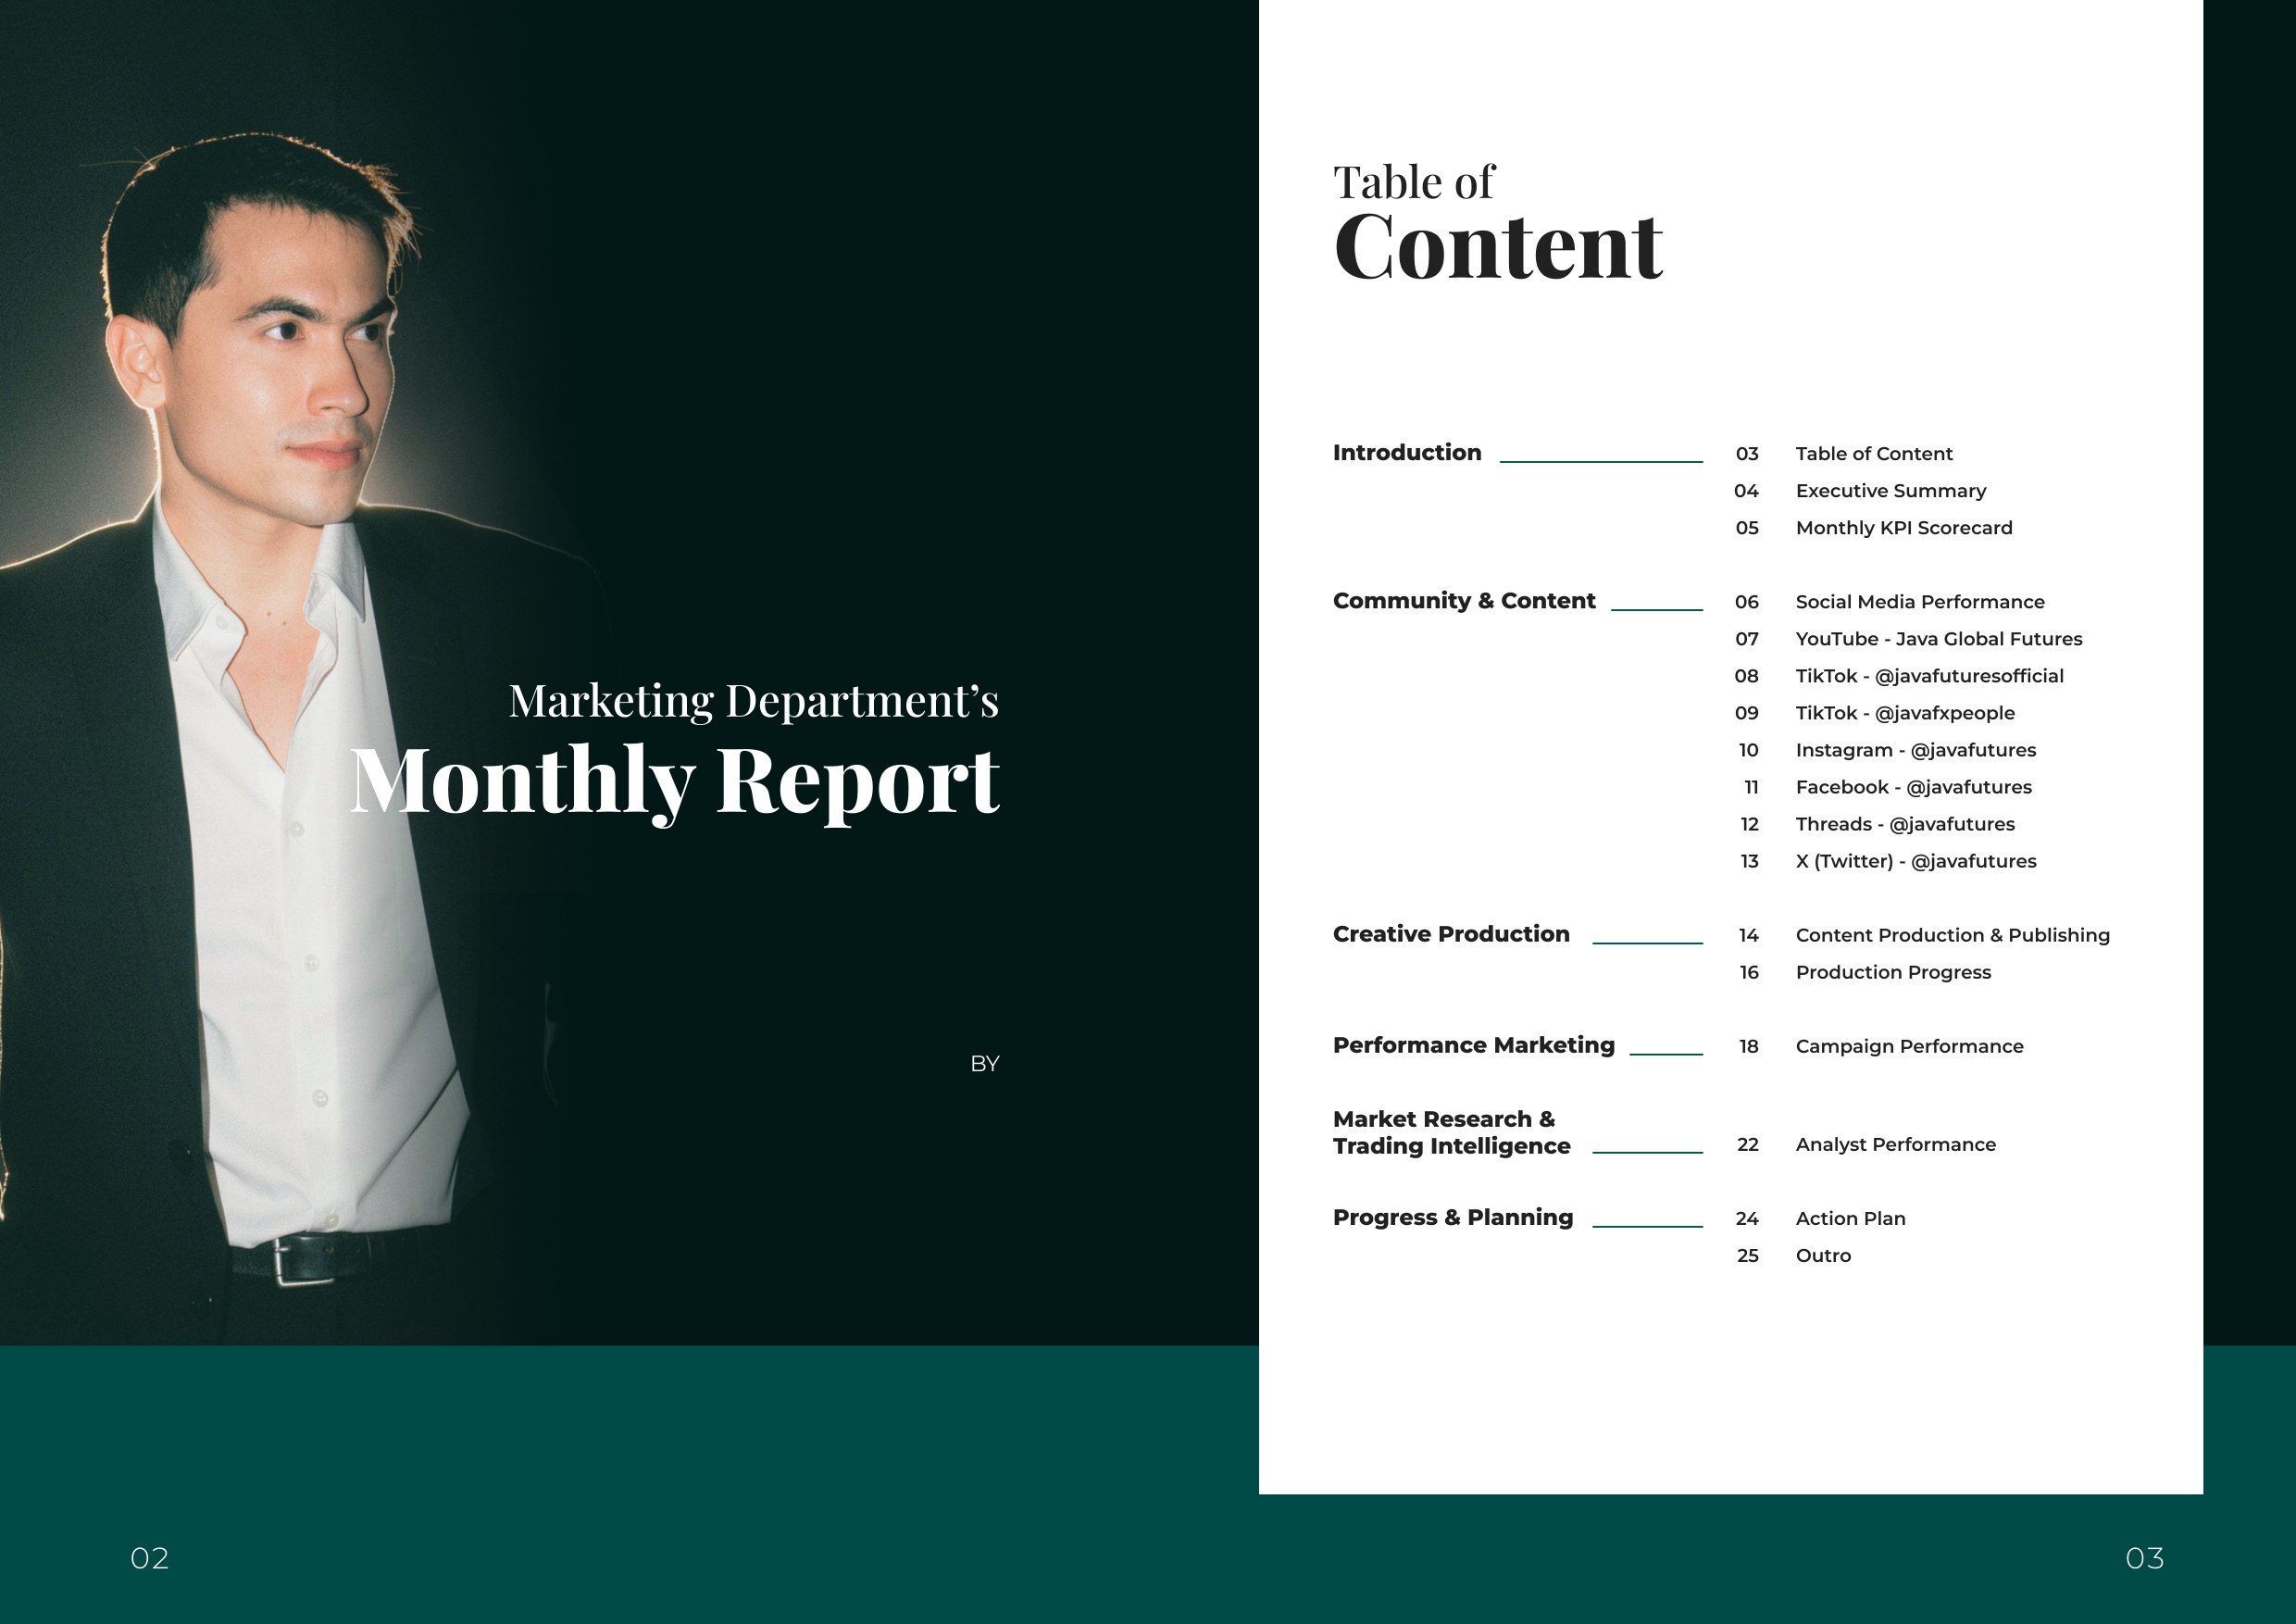 Marketing Department’s
Monthly Report
BY
02
Table of
Content
Introduction 03 Table of Content
04 Executive Summary
05 Monthly KPI Scorecard
Community & Content 06 Social Media Performance
07 YouTube - Java Global Futures
08 TikTok - @javafuturesofficial
09 TikTok - @javafxpeople
10 Instagram - @javafutures
11 Facebook - @javafutures
12 Threads - @javafutures
13 X (Twitter) - @javafutures
Creative Production 14 Content Production & Publishing
16 Production Progress
Performance Marketing 18 Campaign Performance
Market Research &
Trading Intelligence 22 Analyst Performance
Progress & Planning 24 Action Plan
25 Outro
03